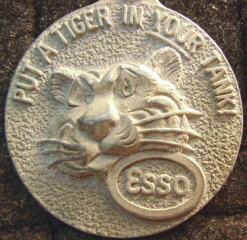 PUT A TIGER IN YOUR TANK!
ESSO